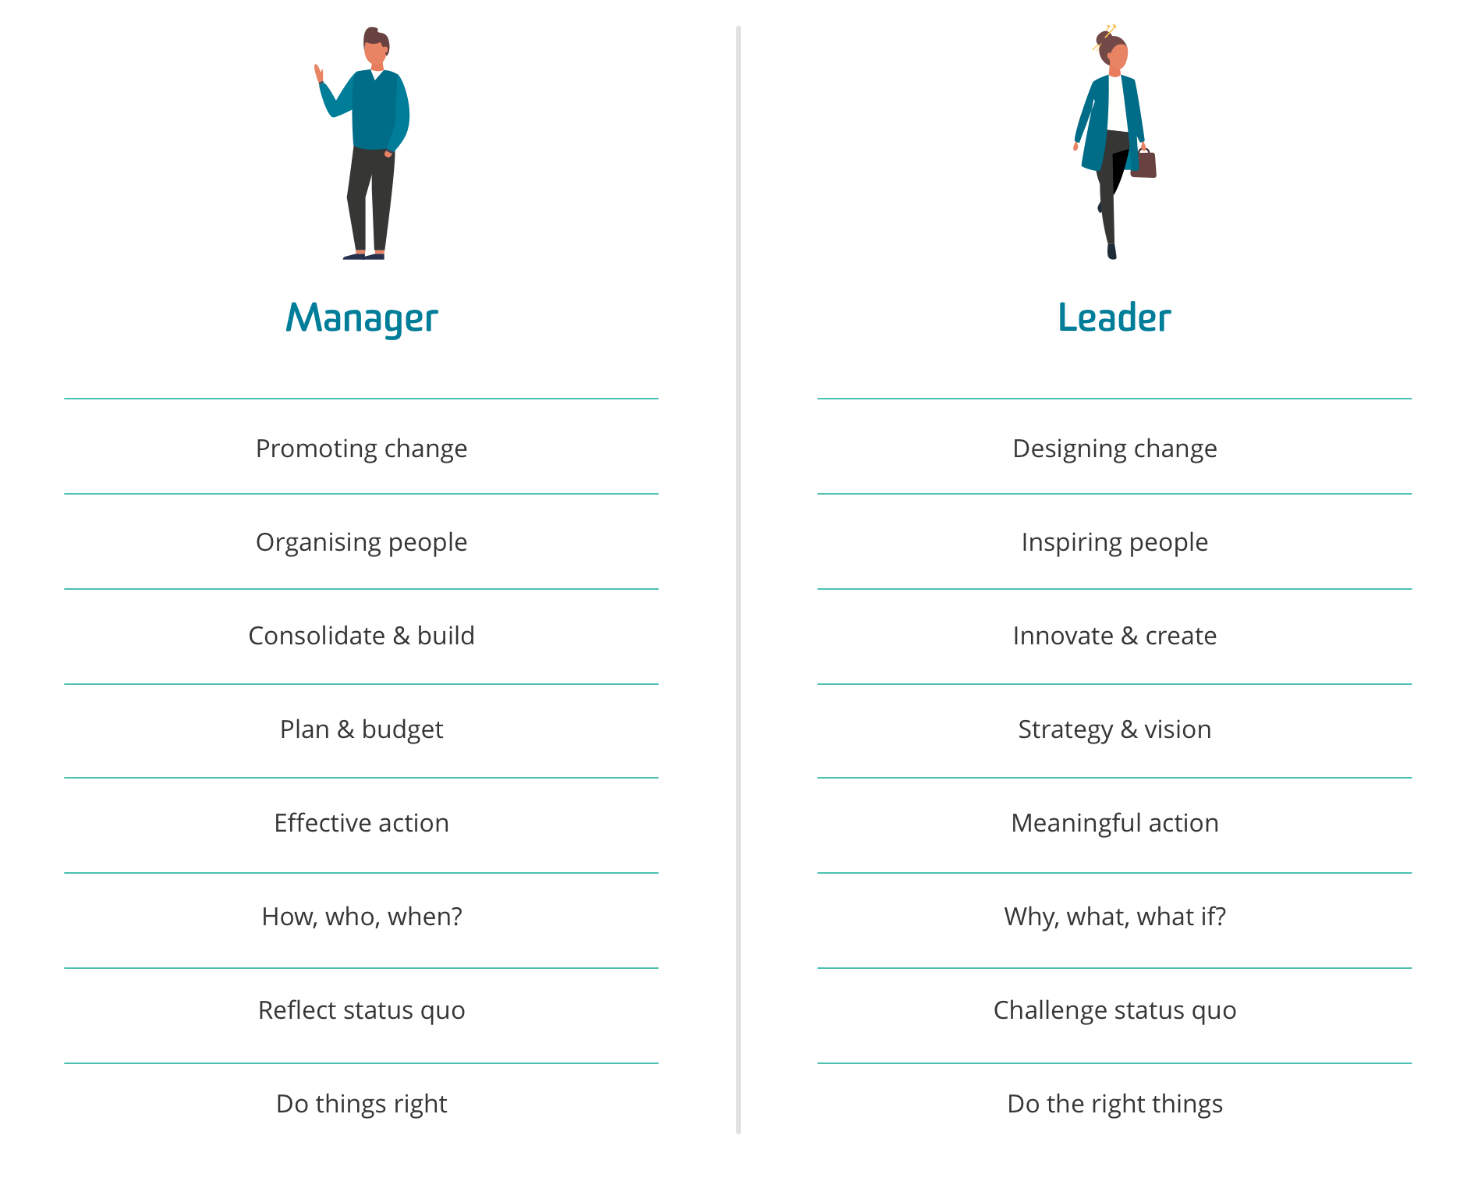 Manager
Promoting change
Organising people
Consolidate & build
Plan & budget
Effective action
How, who, when?
Reflect status quo
Do things right
Leader
Designing change
Inspiring people
Innovate & create
Strategy & vision
Meaningful action
Why, what, what if?
Challenge status quo
Do the right things